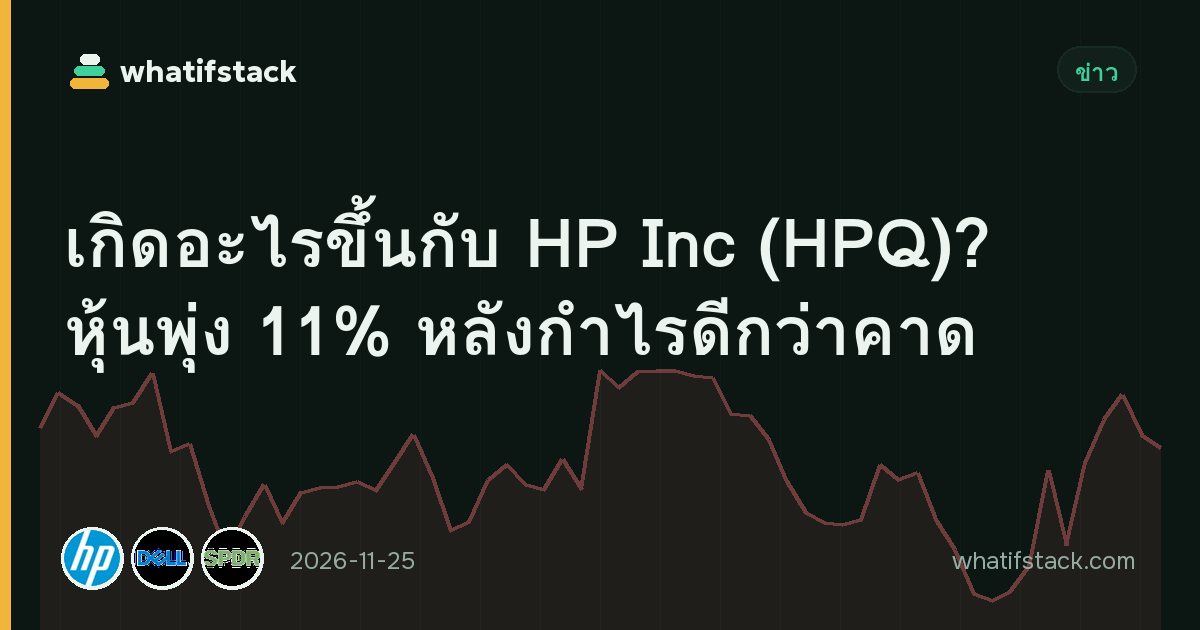 whatifstack
ข่าว
เกิดอะไรขึ้นกับ HP Inc (HPQ)?
หุ้นพุ่ง 11% หลังกำไรดีกว่าคาด
hp DELL SPDR 2026-11-25 whatifstack.com